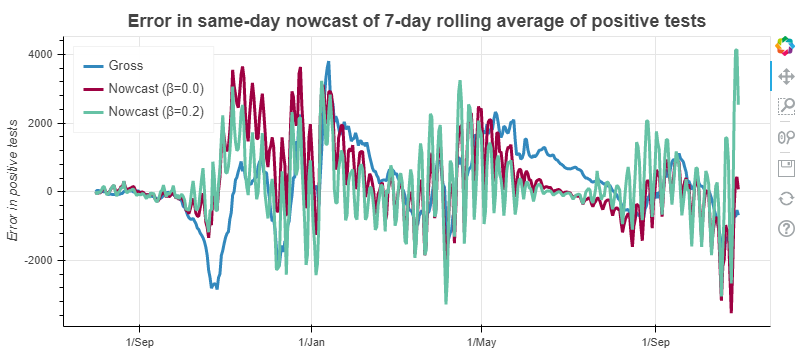 Error in same-day nowcast of 7-day rolling average of positive tests
Error in positive tests
4000
2000
0
-2000
Gross
Nowcast (β=0.0)
Nowcast (β=0.2)
1/Sep
1/Jan
1/May
1/Sep